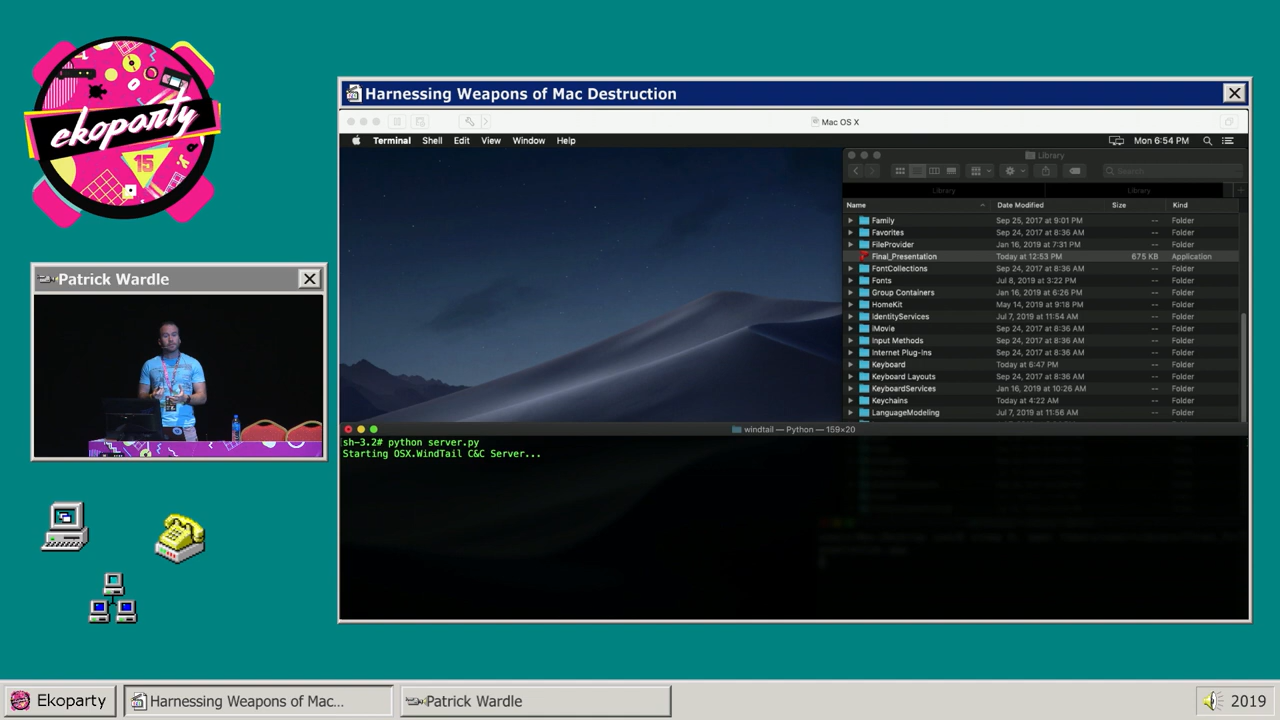 ekoparty
15
Patrick Wardle
Harnessing Weapons of Mac Destruction
Mac OS X
Terminal Shell Edit View Window Help
Mon 6:54 PM
Library
Search
Library Library
Name Date Modified Size Kind
Family Sep 25, 2017 at 9:01 PM -- Folder
Favorites Sep 24, 2017 at 8:36 AM -- Folder
FileProvider Jan 16, 2019 at 7:31 PM -- Folder
Final_Presentation Today at 12:53 PM 675 KB Application
FontCollections Sep 24, 2017 at 8:36 AM -- Folder
Fonts Jul 8, 2019 at 3:22 PM -- Folder
Group Containers Jan 16, 2019 at 6:26 PM -- Folder
HomeKit May 14, 2019 at 9:18 PM -- Folder
IdentityServices Jul 7, 2019 at 11:54 AM -- Folder
iMovie Sep 24, 2017 at 8:36 AM -- Folder
Input Methods Sep 24, 2017 at 8:36 AM -- Folder
Internet Plug-Ins Sep 24, 2017 at 8:36 AM -- Folder
Keyboard Today at 6:47 PM -- Folder
Keyboard Layouts Sep 24, 2017 at 8:36 AM -- Folder
KeyboardServices Jan 16, 2019 at 10:26 AM -- Folder
Keychains Today at 4:22 AM -- Folder
LanguageModeling Jul 7, 2019 at 11:56 AM -- Folder
windtail — Python — 159×20
sh-3.2# python server.py
Starting OSX.WindTail C&C Server...
Ekoparty
Harnessing Weapons of Mac...
Patrick Wardle
2019